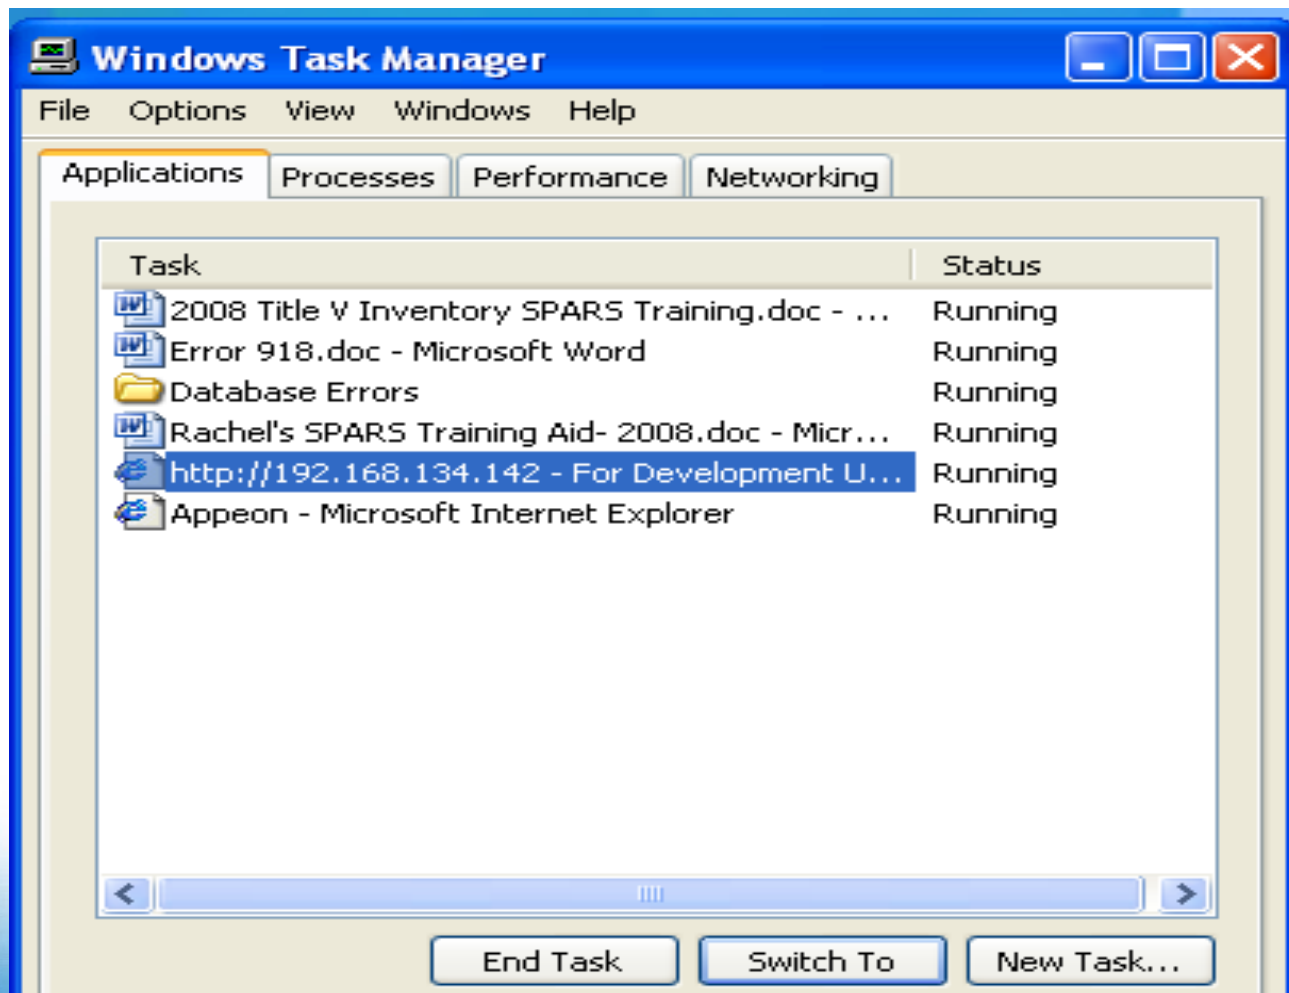 Windows Task Manager
File Options View Windows Help
Applications Processes Performance Networking
Task Status
2008 Title V Inventory SPARS Training.doc - ... Running
Error 918.doc - Microsoft Word Running
Database Errors Running
Rachel's SPARS Training Aid- 2008.doc - Micr... Running
http://192.168.134.142 - For Development U... Running
Appeon - Microsoft Internet Explorer Running
End Task Switch To New Task...